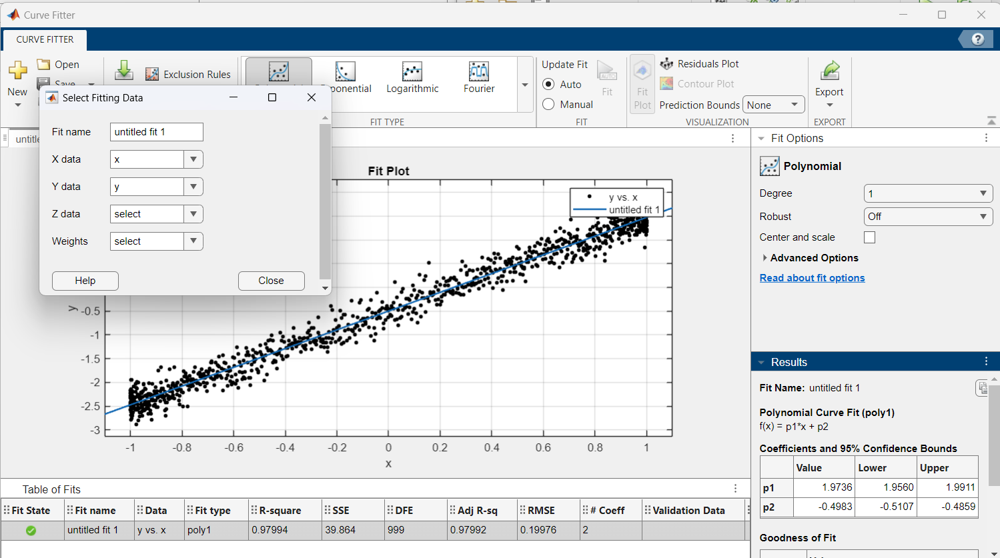 Curve Fitter
CURVE FITTER
New
Open
Save
Exclusion Rules
Exponential
Logarithmic
Fourier
FIT TYPE
Update Fit
Auto
Manual
AUTO
Fit
FIT
Fit
Plot
Residuals Plot
Contour Plot
Prediction Bounds None
VISUALIZATION
Export
EXPORT
Select Fitting Data
Fit name untitled fit 1
X data x
Y data y
Z data select
Weights select
Help Close
Fit Plot
y vs. x
untitled fit 1
y
-0.5
-1
-1.5
-2
-2.5
-3
-1 -0.8 -0.6 -0.4 -0.2 0 0.2 0.4 0.6 0.8 1
x
Fit Options
Polynomial
Degree 1
Robust Off
Center and scale
Advanced Options
Read about fit options
Results
Fit Name: untitled fit 1
Polynomial Curve Fit (poly1)
f(x) = p1*x + p2
Coefficients and 95% Confidence Bounds
Value Lower Upper
p1 1.9736 1.9560 1.9911
p2 -0.4983 -0.5107 -0.4859
Goodness of Fit
Table of Fits
Fit State Fit name Data Fit type R-square SSE DFE Adj R-sq RMSE # Coeff Validation Data
untitled fit 1 y vs. x poly1 0.97994 39.864 999 0.97992 0.19976 2